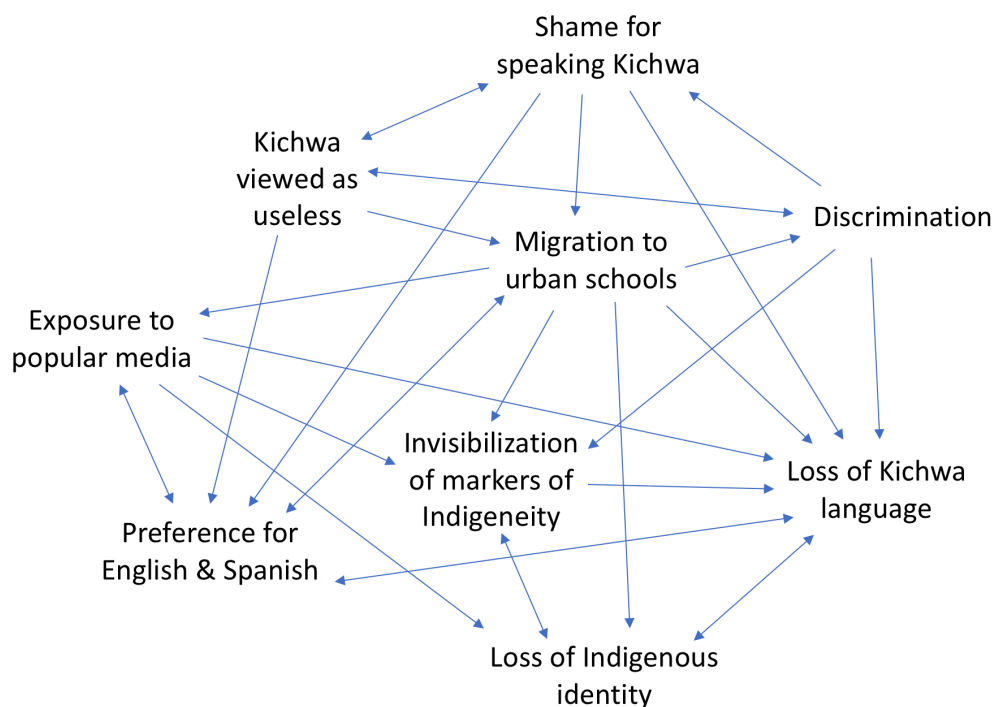 Shame for
speaking Kichwa
Kichwa
viewed as
useless
Discrimination
Migration to
urban schools
Exposure to
popular media
Invisibilization
of markers of
Indigeneity
Loss of Kichwa
language
Preference for
English & Spanish
Loss of Indigenous
identity